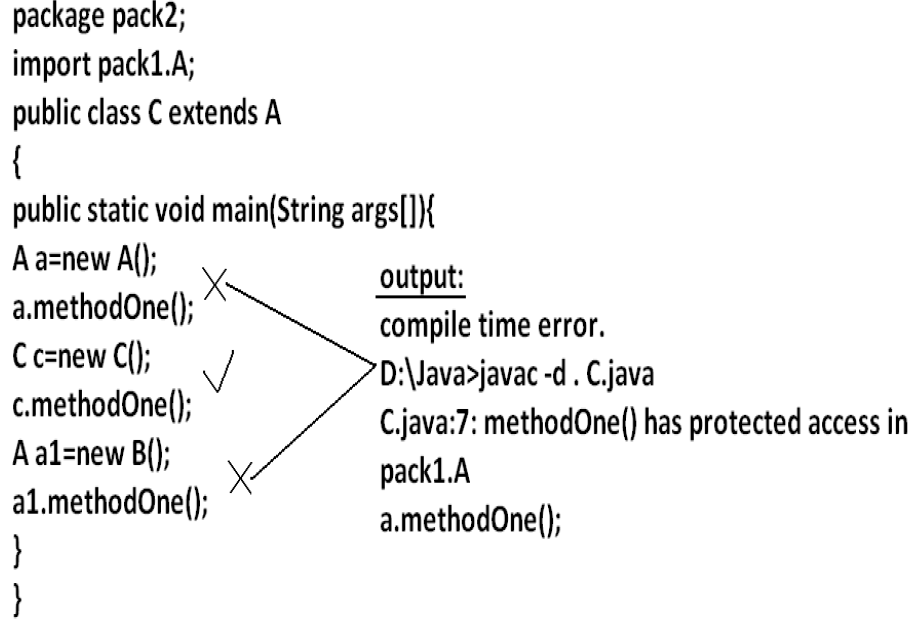 package pack2;
import pack1.A;
public class C extends A
{
public static void main(String args[]){
A a=new A();
a.methodOne();
C c=new C();
c.methodOne();
A a1=new B();
a1.methodOne();
}
}
output:
compile time error.
D:\Java>javac -d . C.java
C.java:7: methodOne() has protected access in
pack1.A
a.methodOne();